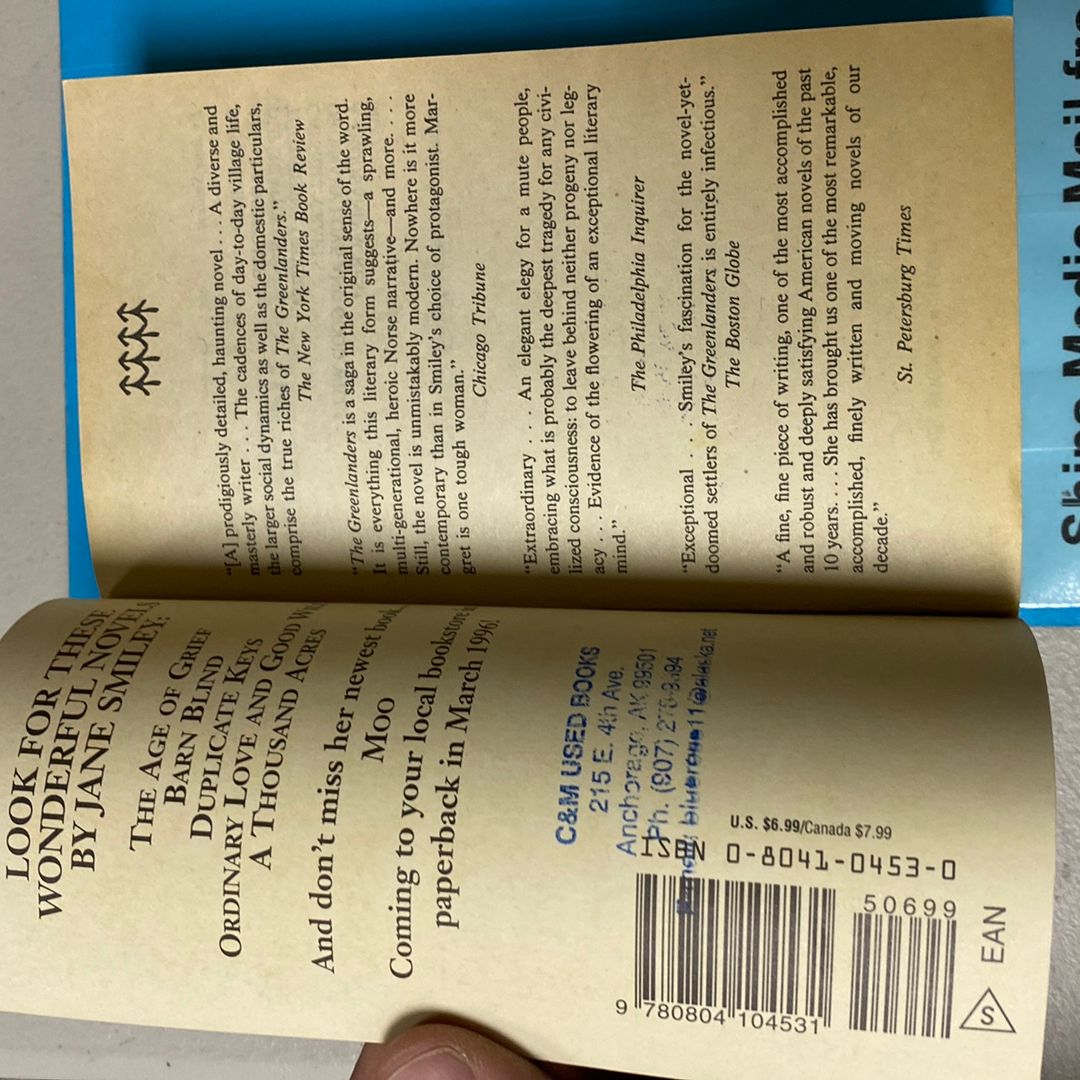 LOOK FOR THESE
WONDERFUL NOVELS
BY JANE SMILEY:
THE AGE OF GRIEF
BARN BLIND
DUPLICATE KEYS
ORDINARY LOVE AND GOOD
A THOUSAND ACRES
And don't miss her newest
MOO
Coming to your local bookstore
paperback in March 1996!
C&M USED BOOKS
215 E. 4th Ave.
Anchorage, AK 99501
Ph. (907)
U.S. $6.99/Canada $7.99
ISBN 0-8041-0453-0
50699
9 780804 104531
S EAN
"[A] prodigiously detailed, haunting novel . . . A diverse and
masterly writer . . . The cadences of day-to-day village life,
the larger social dynamics as well as the domestic particulars,
comprise the true riches of The Greenlanders."
The New York Times Book Review
"The Greenlanders is a saga in the original sense of the word.
It is everything this literary form suggests—a sprawling,
multi-generational, heroic Norse narrative—and more. . . .
Still, the novel is unmistakably modern. Nowhere is it more
contemporary than in Smiley's choice of protagonist. Mar-
gret is one tough woman."
Chicago Tribune
"Extraordinary . . . An elegant elegy for a mute people,
embracing what is probably the deepest tragedy for any civi-
lized consciousness: to leave behind neither progeny nor leg-
acy . . . Evidence of the flowering of an exceptional literary
mind."
The Philadelphia Inquirer
"Exceptional . . . Smiley's fascination for the novel-yet-
doomed settlers of The Greenlanders is entirely infectious."
The Boston Globe
"A fine, fine piece of writing, one of the most accomplished
and robust and deeply satisfying American novels of the past
10 years. . . . She has brought us one of the most remarkable,
accomplished, finely written and moving novels of our
decade."
St. Petersburg Times
Media Mail